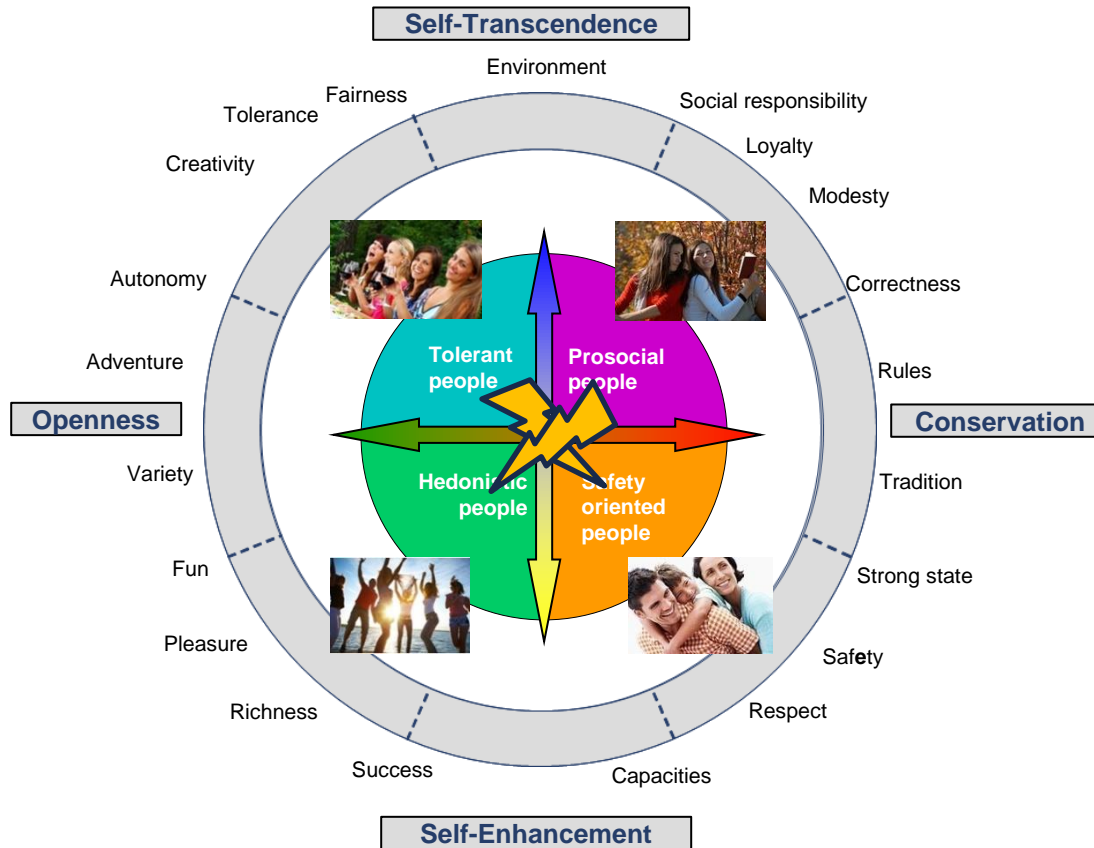 Self-Transcendence
Environment
Fairness
Social responsibility
Tolerance
Loyalty
Creativity
Modesty
Autonomy
Correctness
Tolerant
people
Prosocial
people
Adventure
Rules
Openness
Conservation
Variety
Tradition
Hedonistic
people
Safety
oriented
people
Fun
Strong state
Pleasure
Safety
Richness
Respect
Success
Capacities
Self-Enhancement